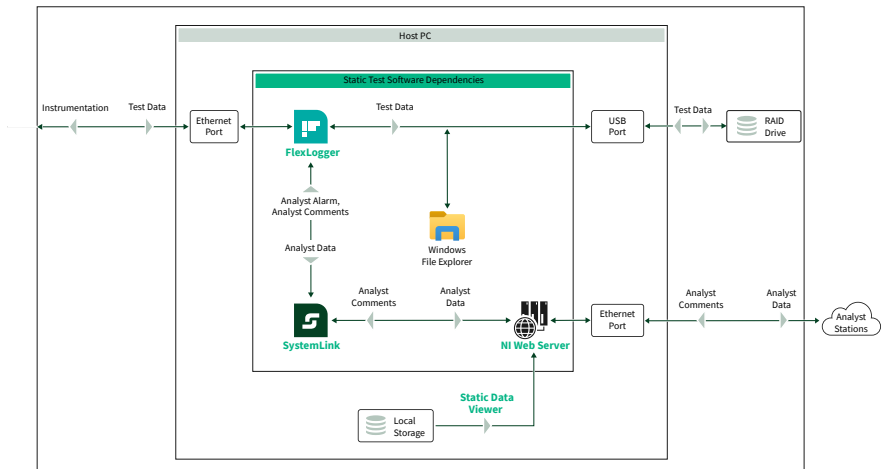 Host PC
Static Test Software Dependencies
Instrumentation
Test Data
Ethernet
Port
Test Data
USB
Port
Test Data
RAID
Drive
FlexLogger
Analyst Alarm,
Analyst Comments
Analyst Data
Windows
File Explorer
Analyst
Comments
Analyst
Data
Ethernet
Port
Analyst
Comments
Analyst
Data
Analyst
Stations
SystemLink
NI Web Server
Static Data
Viewer
Local
Storage